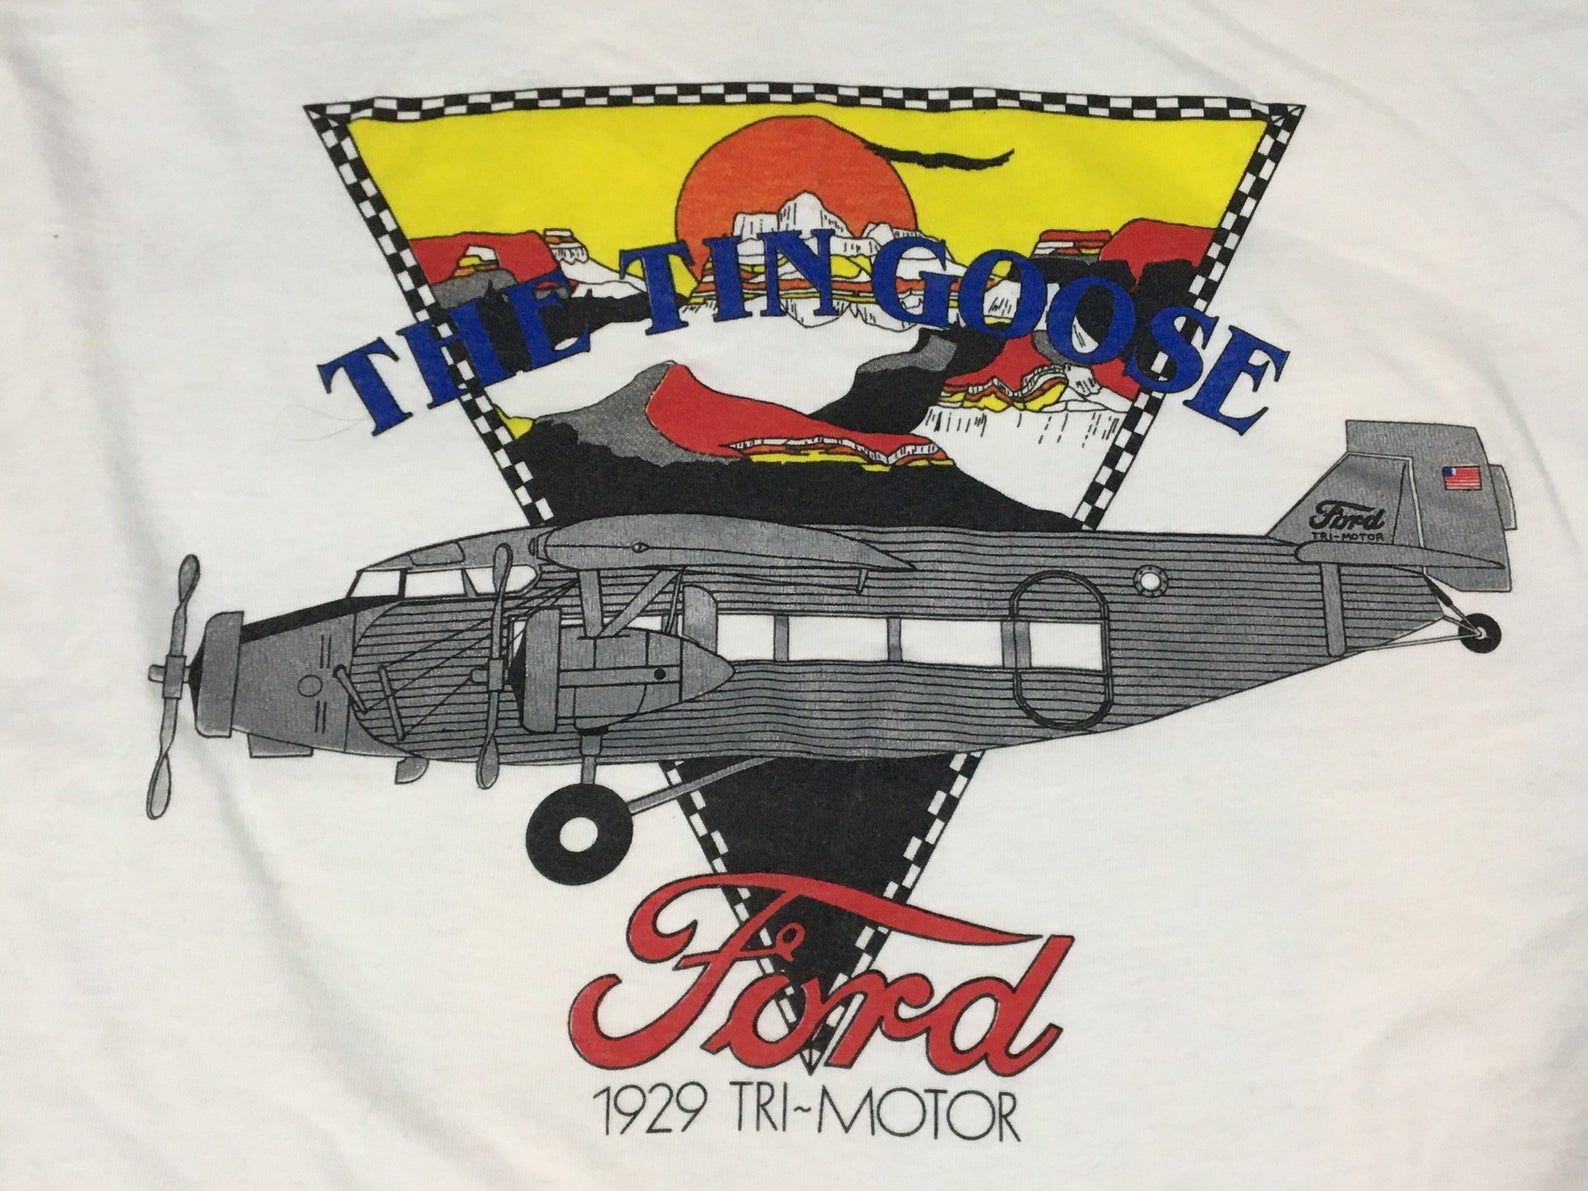 THE TIN GOOSE
Ford
TRI-MOTOR
Ford
1929 TRI~MOTOR